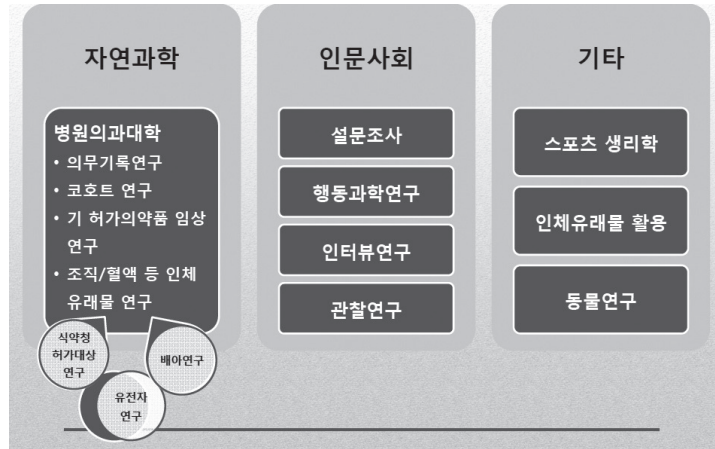 자연과학
병원의과대학
• 의무기록연구
• 코호트 연구
• 기 허가의약품 임상
연구
• 조직/혈액 등 인체
유래물 연구
식약청
허가대상
연구
배아연구
유전자
연구
인문사회
설문조사
행동과학연구
인터뷰연구
관찰연구
기타
스포츠 생리학
인체유래물 활용
동물연구